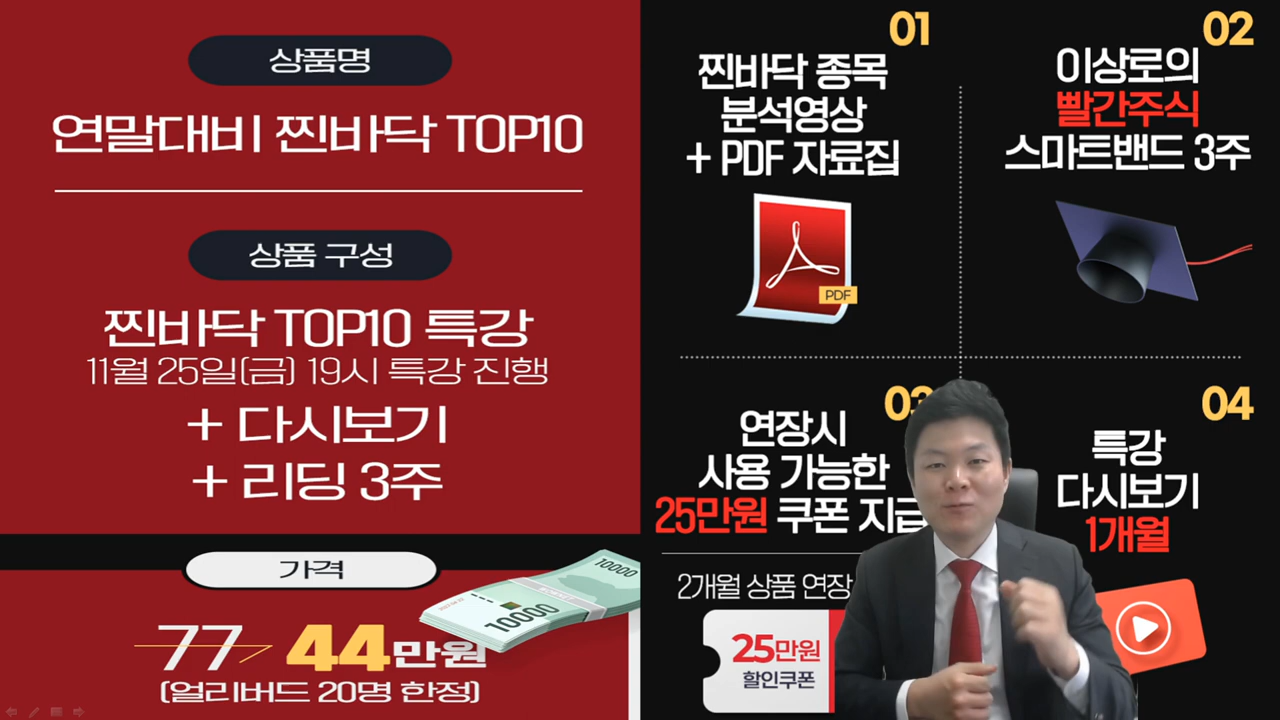 상품명
연말대비 찐바닥 TOP10
상품 구성
찐바닥 TOP10 특강
11월 25일(금) 19시 특강 진행
+ 다시보기
+ 리딩 3주
가격
77 44만원
(얼리버드 20명 한정)
10000
10000
01
찐바닥 종목
분석영상
+ PDF 자료집
PDF
02
이상로의
빨간주식
스마트밴드 3주
03
연장시
사용 가능한
25만원 쿠폰 지급
2개월 상품 연장
25만원
할인쿠폰
04
특강
다시보기
1개월